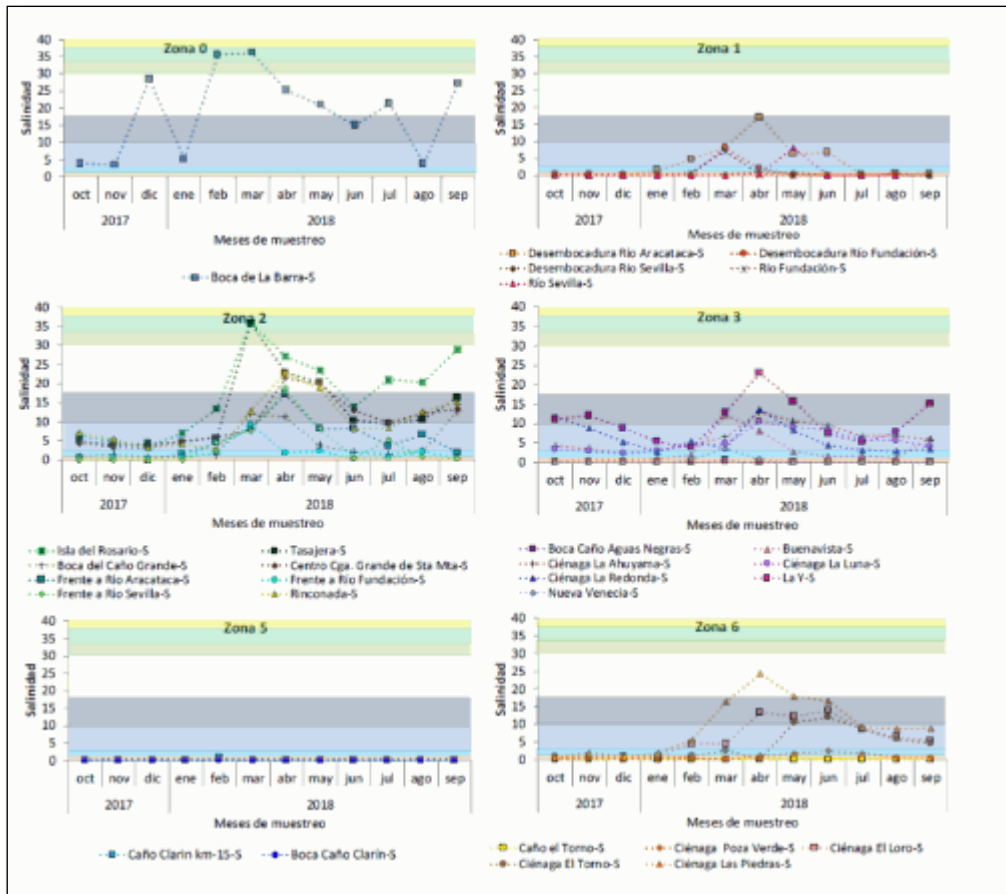 Zona 0
Salinidad
40
35
30
25
20
15
10
5
0
oct nov dic ene feb mar abr may jun jul ago sep
2017 2018
Meses de muestreo
Boca de La Barra-S
Zona 1
Salinidad
40
35
30
25
20
15
10
5
0
oct nov dic ene feb mar abr may jun jul ago sep
2017 2018
Meses de muestreo
Desembocadura Río Aracataca-S Desembocadura Río Fundación-S
Desembocadura Río Sevilla-S Río Fundación-S
Río Sevilla-S
Zona 2
Salinidad
40
35
30
25
20
15
10
5
0
oct nov dic ene feb mar abr may jun jul ago sep
2017 2018
Meses de muestreo
Isla del Rosario-S Tasajera-S
Boca del Caño Grande-S Centro Cga. Grande de Sta Mta-S
Frente a Río Aracataca-S Frente a Río Fundación-S
Frente a Río Sevilla-S Rinconada-S
Zona 3
Salinidad
40
35
30
25
20
15
10
5
0
oct nov dic ene feb mar abr may jun jul ago sep
2017 2018
Meses de muestreo
Boca Caño Aguas Negras-S Buenavista-S
Ciénaga La Ahuyama-S Ciénaga La Luna-S
Ciénaga La Redonda-S La Y-S
Nueva Venecia-S
Zona 5
Salinidad
40
35
30
25
20
15
10
5
0
oct nov dic ene feb mar abr may jun jul ago sep
2017 2018
Meses de muestreo
Caño Clarin km-15-S Boca Caño Clarin-S
Zona 6
Salinidad
40
35
30
25
20
15
10
5
0
oct nov dic ene feb mar abr may jun jul ago sep
2017 2018
Meses de muestreo
Caño el Torno-S Ciénaga Poza Verde-S Ciénaga El Loro-S
Ciénaga El Torno-S Ciénaga Las Piedras-S